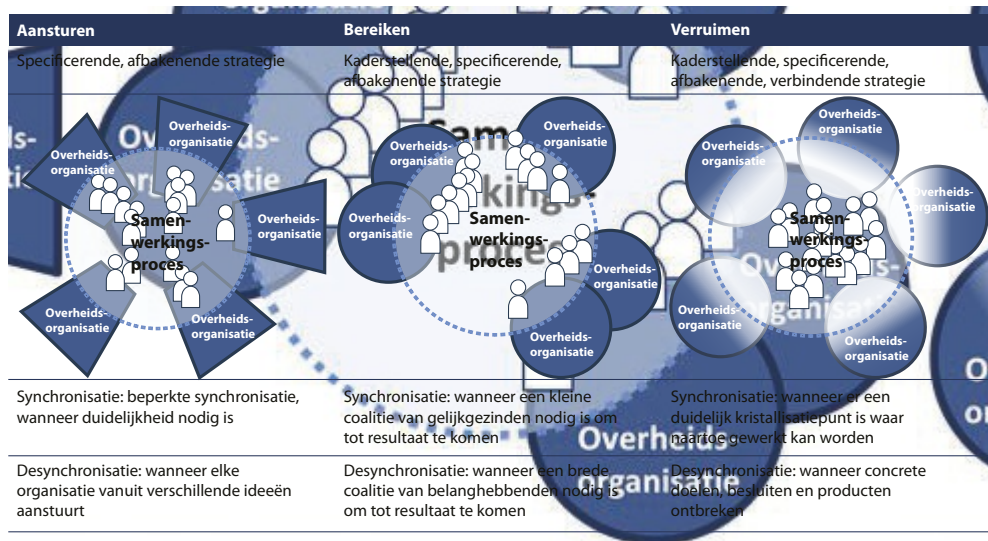 Aansturen
Bereiken
Verruimen
Specificerende, afbakenende strategie
Kaderstellende, specificerende,
afbakenende strategie
Kaderstellende, specificerende,
afbakenende, verbindende strategie
Overheids-
organisatie
Overheids-
organisatie
Overheids-
organisatie
Overheids-
organisatie
Overheids-
organisatie
Samen-
werkings-
proces
Overheids-
organisatie
Overheids-
organisatie
Overheids-
organisatie
Overheids-
organisatie
Overheids-
organisatie
Samen-
werkings-
proces
Overheids-
organisatie
Overheids-
organisatie
Overheids-
organisatie
Overheids-
organisatie
Overheids-
organisatie
Samen-
werkings-
proces
Synchronisatie: beperkte synchronisatie,
wanneer duidelijkheid nodig is
Synchronisatie: wanneer een kleine
coalitie van gelijkgezinden nodig is om
tot resultaat te komen
Synchronisatie: wanneer er een
duidelijk kristallisatiepunt is waar
naartoe gewerkt kan worden
Desynchronisatie: wanneer elke
organisatie vanuit verschillende ideeën
aanstuurt
Desynchronisatie: wanneer een brede
coalitie van belanghebbenden nodig is
om tot resultaat te komen
Desynchronisatie: wanneer concrete
doelen, besluiten en producten
ontbreken
Overheids-
organisatie